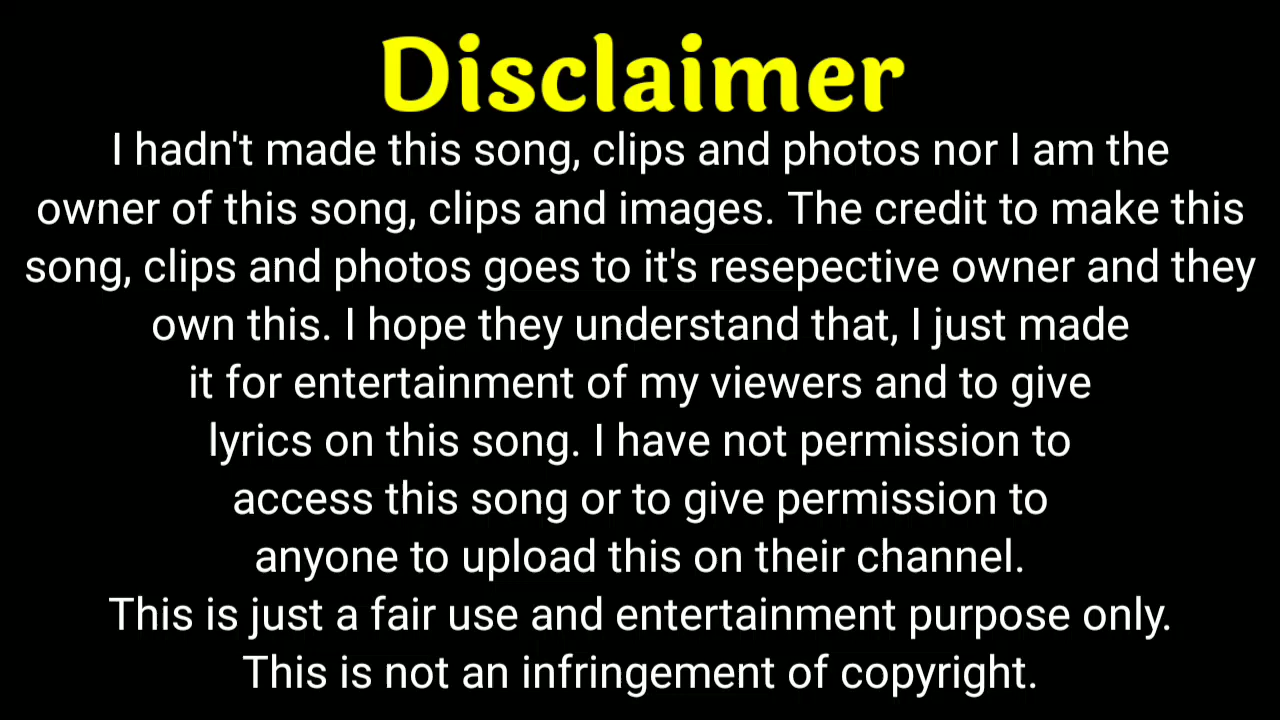 Disclaimer
I hadn't made this song, clips and photos nor I am the
owner of this song, clips and images. The credit to make this
song, clips and photos goes to it's resepective owner and they
own this. I hope they understand that, I just made
it for entertainment of my viewers and to give
lyrics on this song. I have not permission to
access this song or to give permission to
anyone to upload this on their channel.
This is just a fair use and entertainment purpose only.
This is not an infringement of copyright.